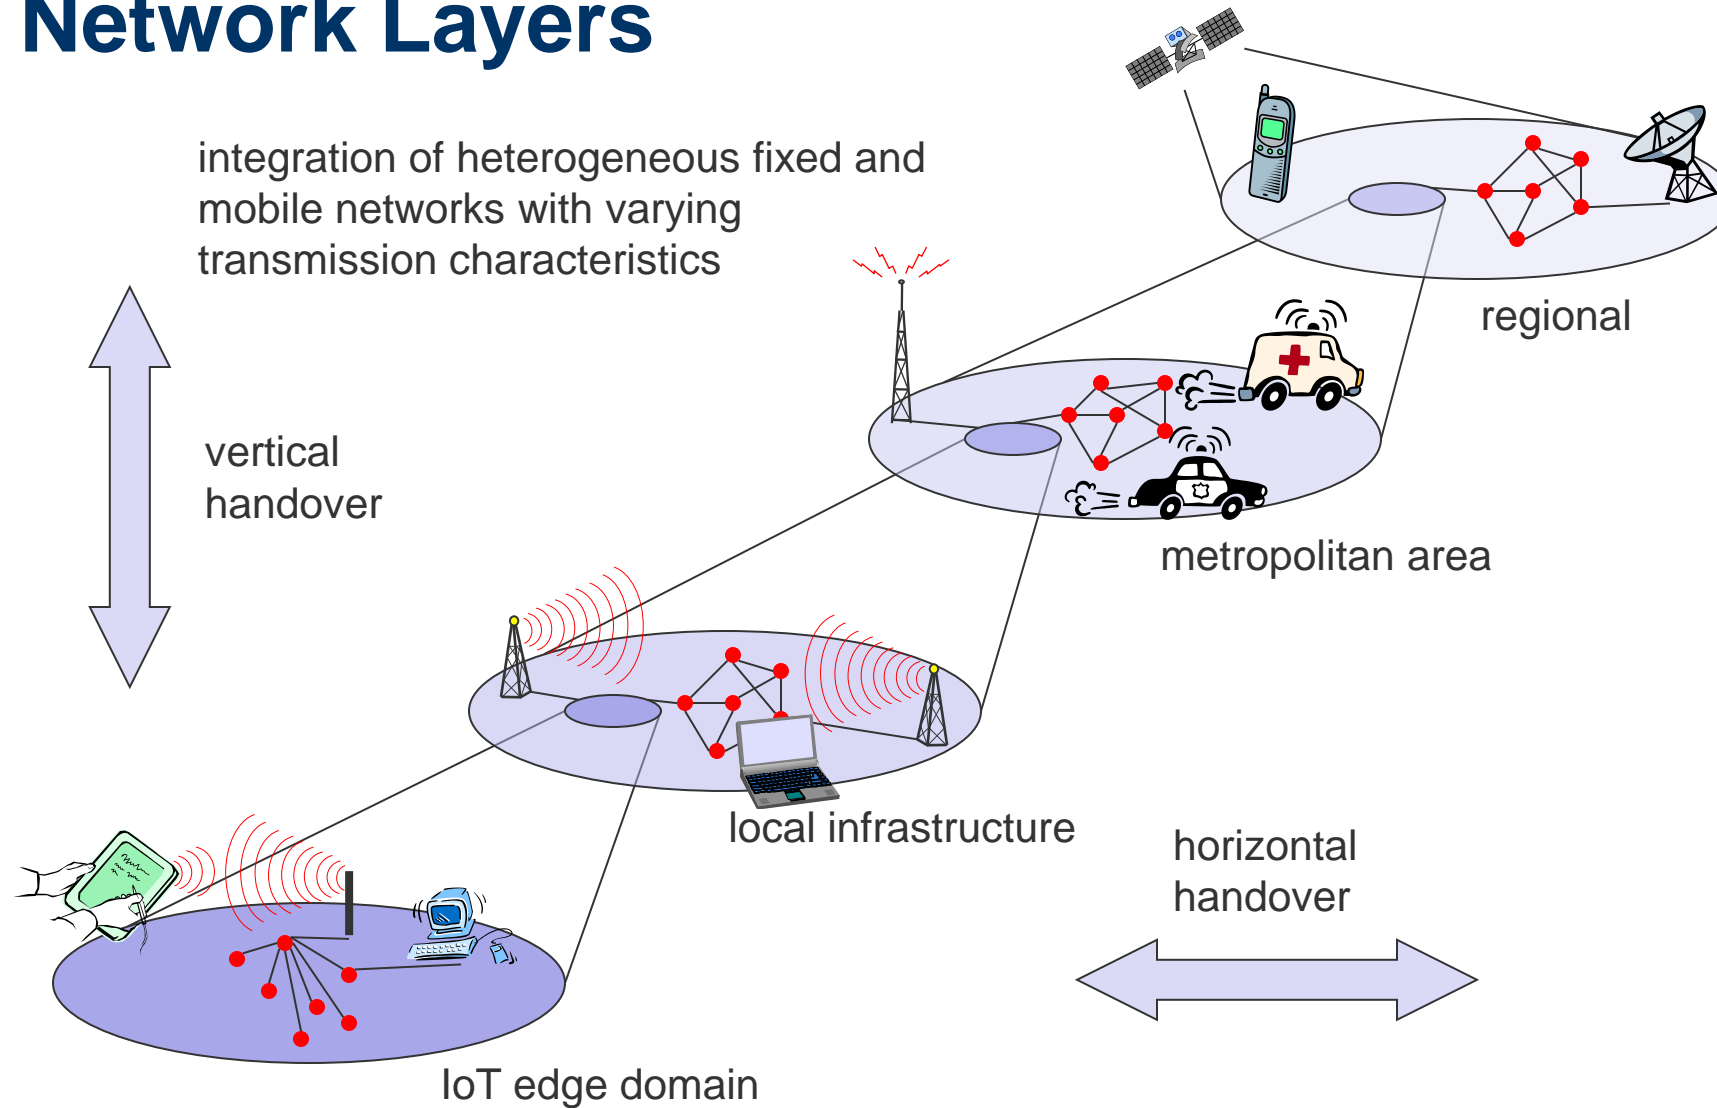 Network Layers
integration of heterogeneous fixed and
mobile networks with varying
transmission characteristics
regional
vertical
handover
metropolitan area
local infrastructure
horizontal
handover
IoT edge domain